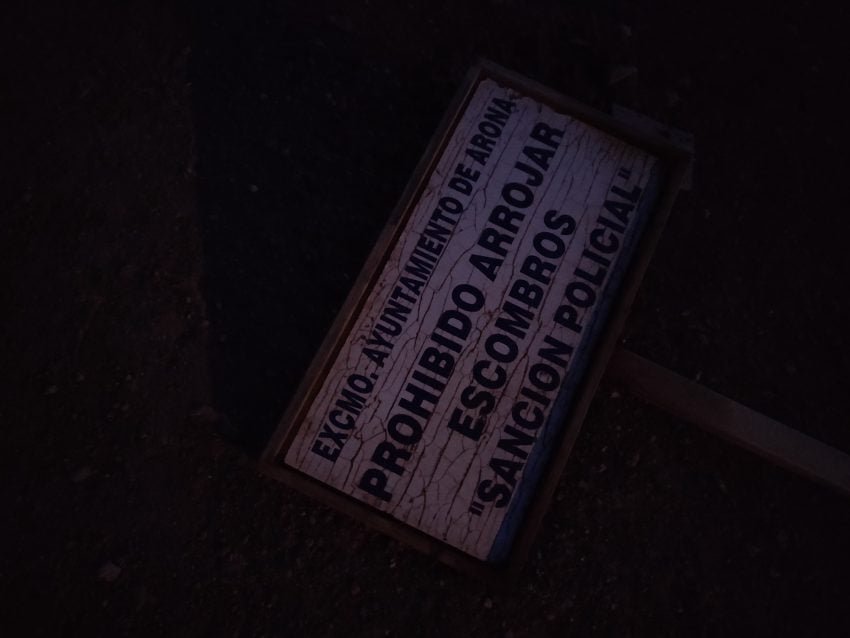 EXCMO. AYUNTAMIENTO DE ARONA
PROHIBIDO ARROJAR
ESCOMBROS
"SANCION POLICIAL"